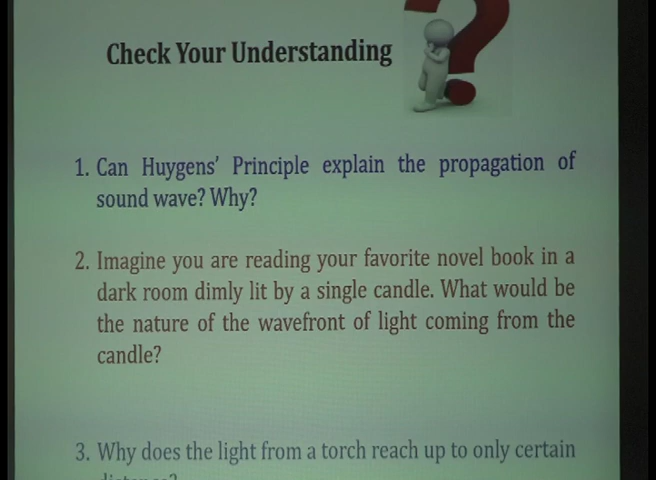 Check Your Understanding
1. Can Huygens' Principle explain the propagation of
sound wave? Why?
2. Imagine you are reading your favorite novel book in a
dark room dimly lit by a single candle. What would be
the nature of the wavefront of light coming from the
candle?
3. Why does the light from a torch reach up to only certain
distance?